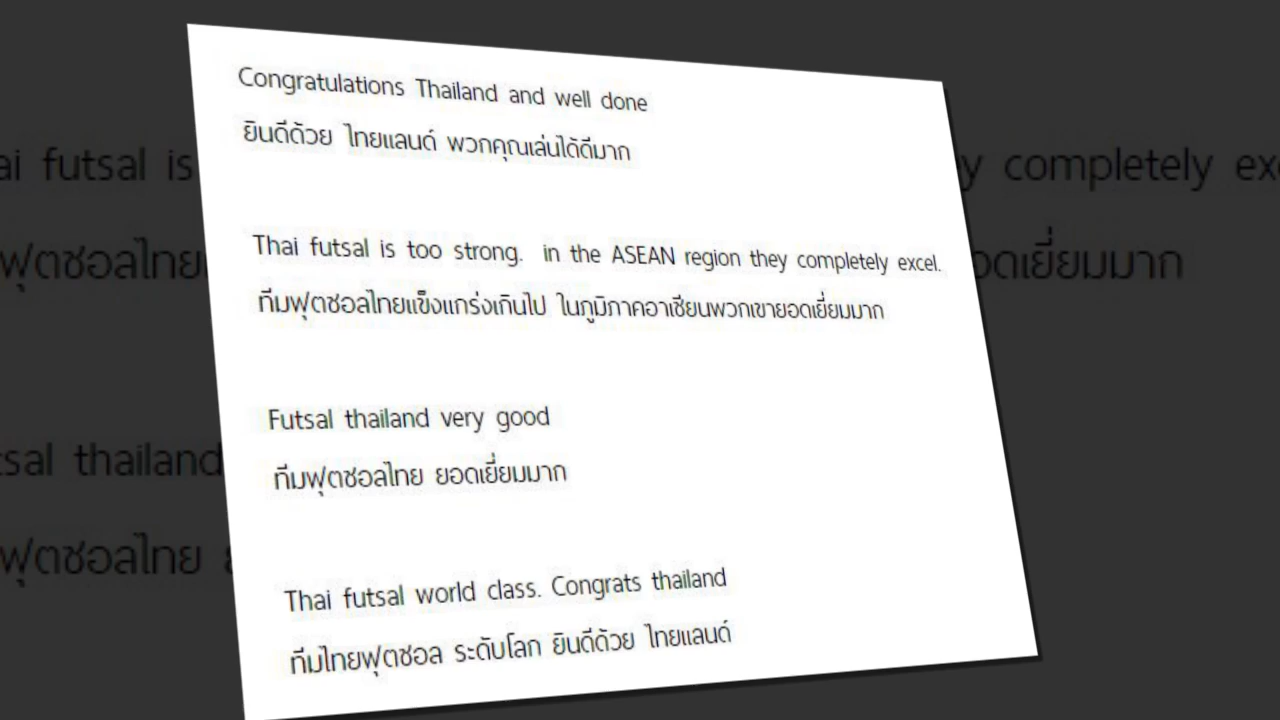 Congratulations Thailand and well done
ยินดีด้วย ไทยแลนด์ พวกคุณเล่นได้ดีมาก
Thai futsal is too strong.  in the ASEAN region they completely excel.
ทีมฟุตซอลไทยแข็งแกร่งเกินไป ในภูมิภาคอาเซียนพวกเขายอดเยี่ยมมาก
Futsal thailand very good
ทีมฟุตซอลไทย ยอดเยี่ยมมาก
Thai futsal world class. Congrats thailand
ทีมไทยฟุตซอล ระดับโลก ยินดีด้วย ไทยแลนด์